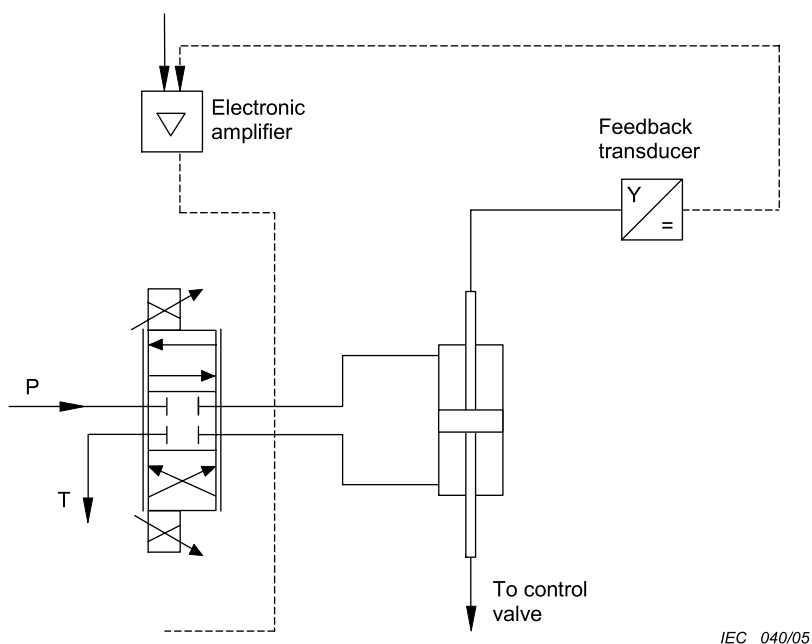 Electronic
amplifier
Feedback
transducer
Y
=
P
T
To control
valve
IEC 040/05